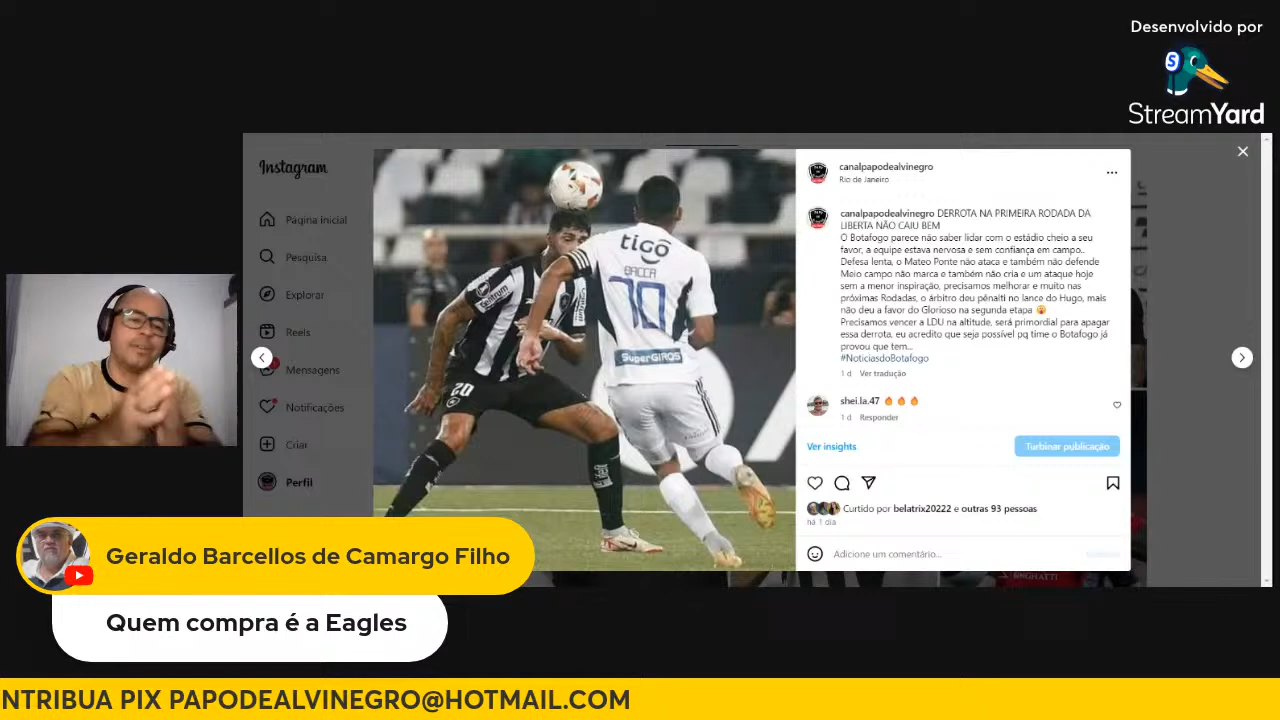 Desenvolvido por
StreamYard
Instagram
Página inicial
Pesquisa
Explorar
Reels
Mensagens
Notificações
Criar
Perfil
tigo
BACCA
10
SuperGIROS
20
canalpapodealvinegro
Rio de Janeiro
canalpapodealvinegro DERROTA NA PRIMEIRA RODADA DA
LIBERTA NÃO CAIU BEM
O Botafogo parece não saber lidar com o estádio cheio a seu
favor, a equipe estava nervosa e sem confiança em campo..
Defesa lenta, o Mateo Ponte não ataca e também não defende
Meio campo não marca e também não cria e um ataque hoje
sem a menor inspiração, precisamos melhorar e muito nas
próximas Rodadas, o árbitro deu pênalti no lance do Hugo, mais
não deu a favor do Glorioso na segunda etapa 😱
Precisamos vencer a LDU na altitude, será primordial para apagar
essa derrota, eu acredito que seja possível pq time o Botafogo já
provou que tem...
#NoticiasdoBotafogo
1 d Ver tradução
shei.la.47 🔥 🔥 🔥
1 d Responder
Ver insights
Turbinar publicação
Curtido por belatrix20222 e outras 93 pessoas
há 1 dia
Adicione um comentário...
Geraldo Barcellos de Camargo Filho
Quem compra é a Eagles
NTRIBUA PIX PAPODEALVINEGRO@HOTMAIL.COM